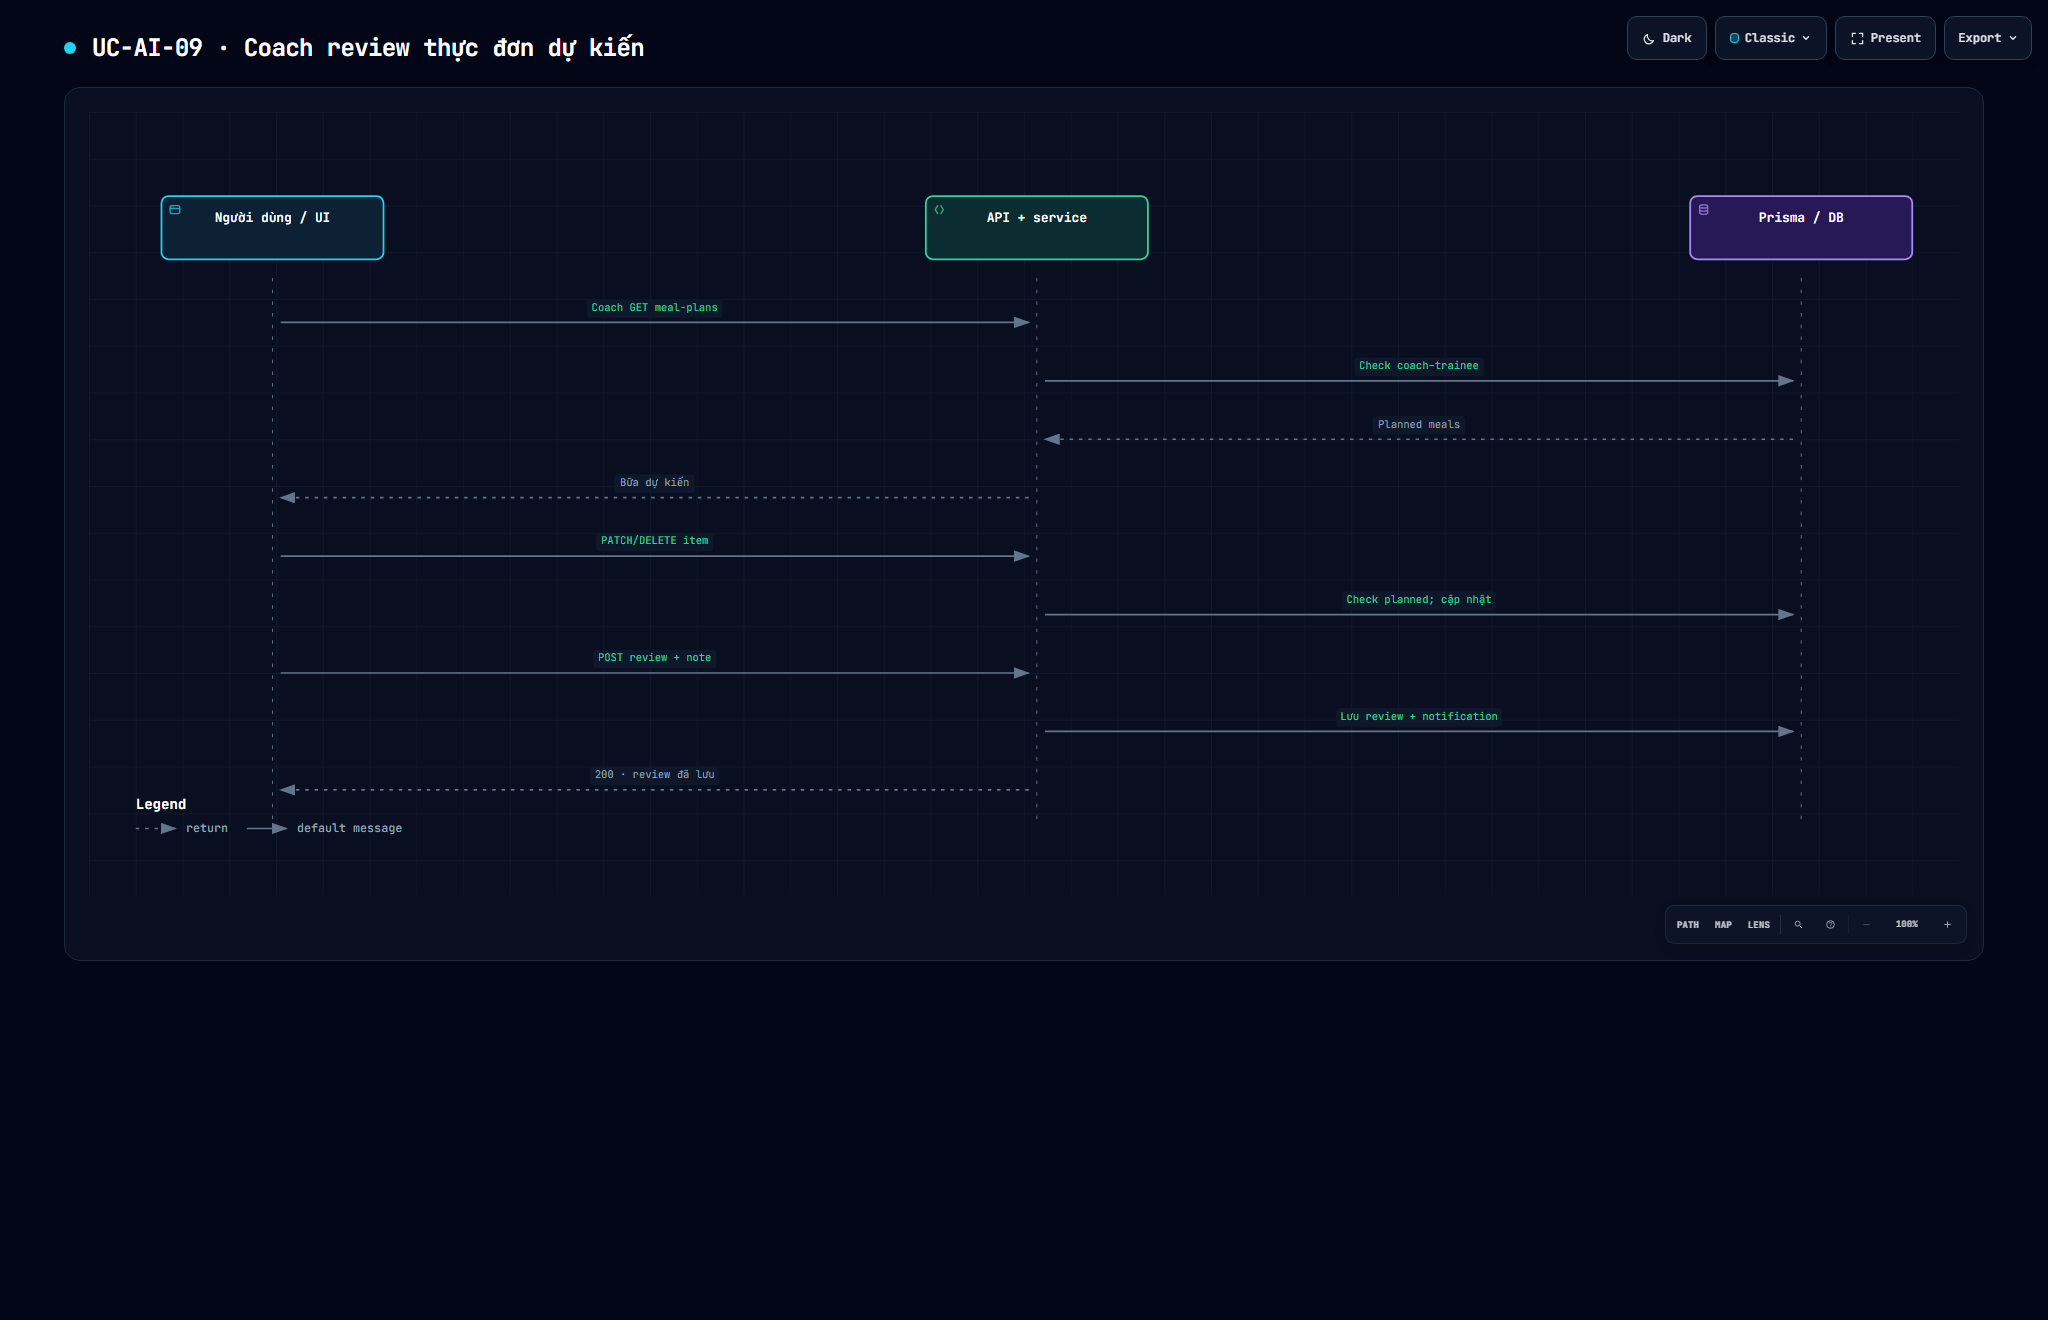 UC-AI-09 · Coach review thực đơn dự kiến
Dark
Classic
Present
Export
Người dùng / UI
API + service
Prisma / DB
Coach GET meal-plans
Check coach-trainee
Planned meals
Bữa dự kiến
PATCH/DELETE item
Check planned; cập nhật
POST review + note
Lưu review + notification
200 · review đã lưu
Legend
return
default message
PATH
MAP
LENS
100%